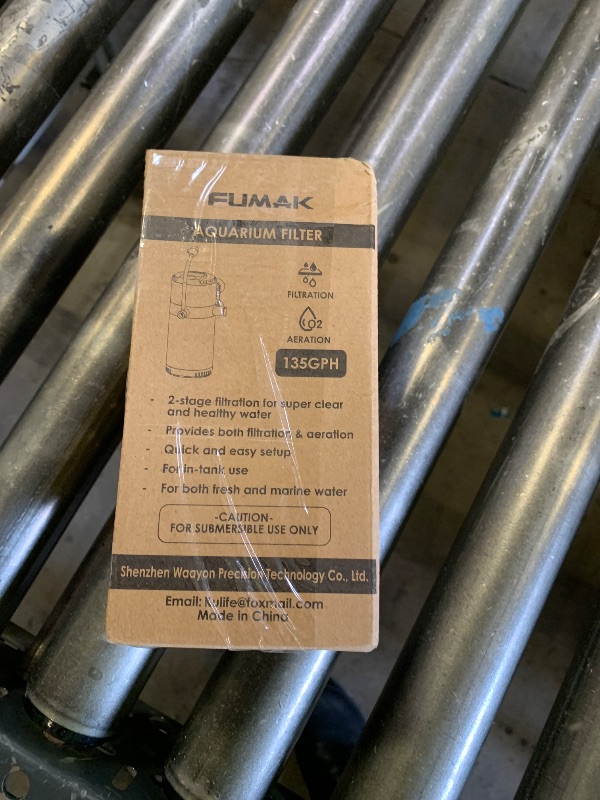 FUMAK
AQUARIUM FILTER
FILTRATION
O2
AERATION
135GPH
- 2-stage filtration for super clear
and healthy water
- Provides both filtration & aeration
- Quick and easy setup
- For in-tank use
- For both fresh and marine water
-CAUTION-
FOR SUBMERSIBLE USE ONLY
Shenzhen Waayon Precision Technology Co., Ltd.
Email: kulife@foxmail.com
Made in China